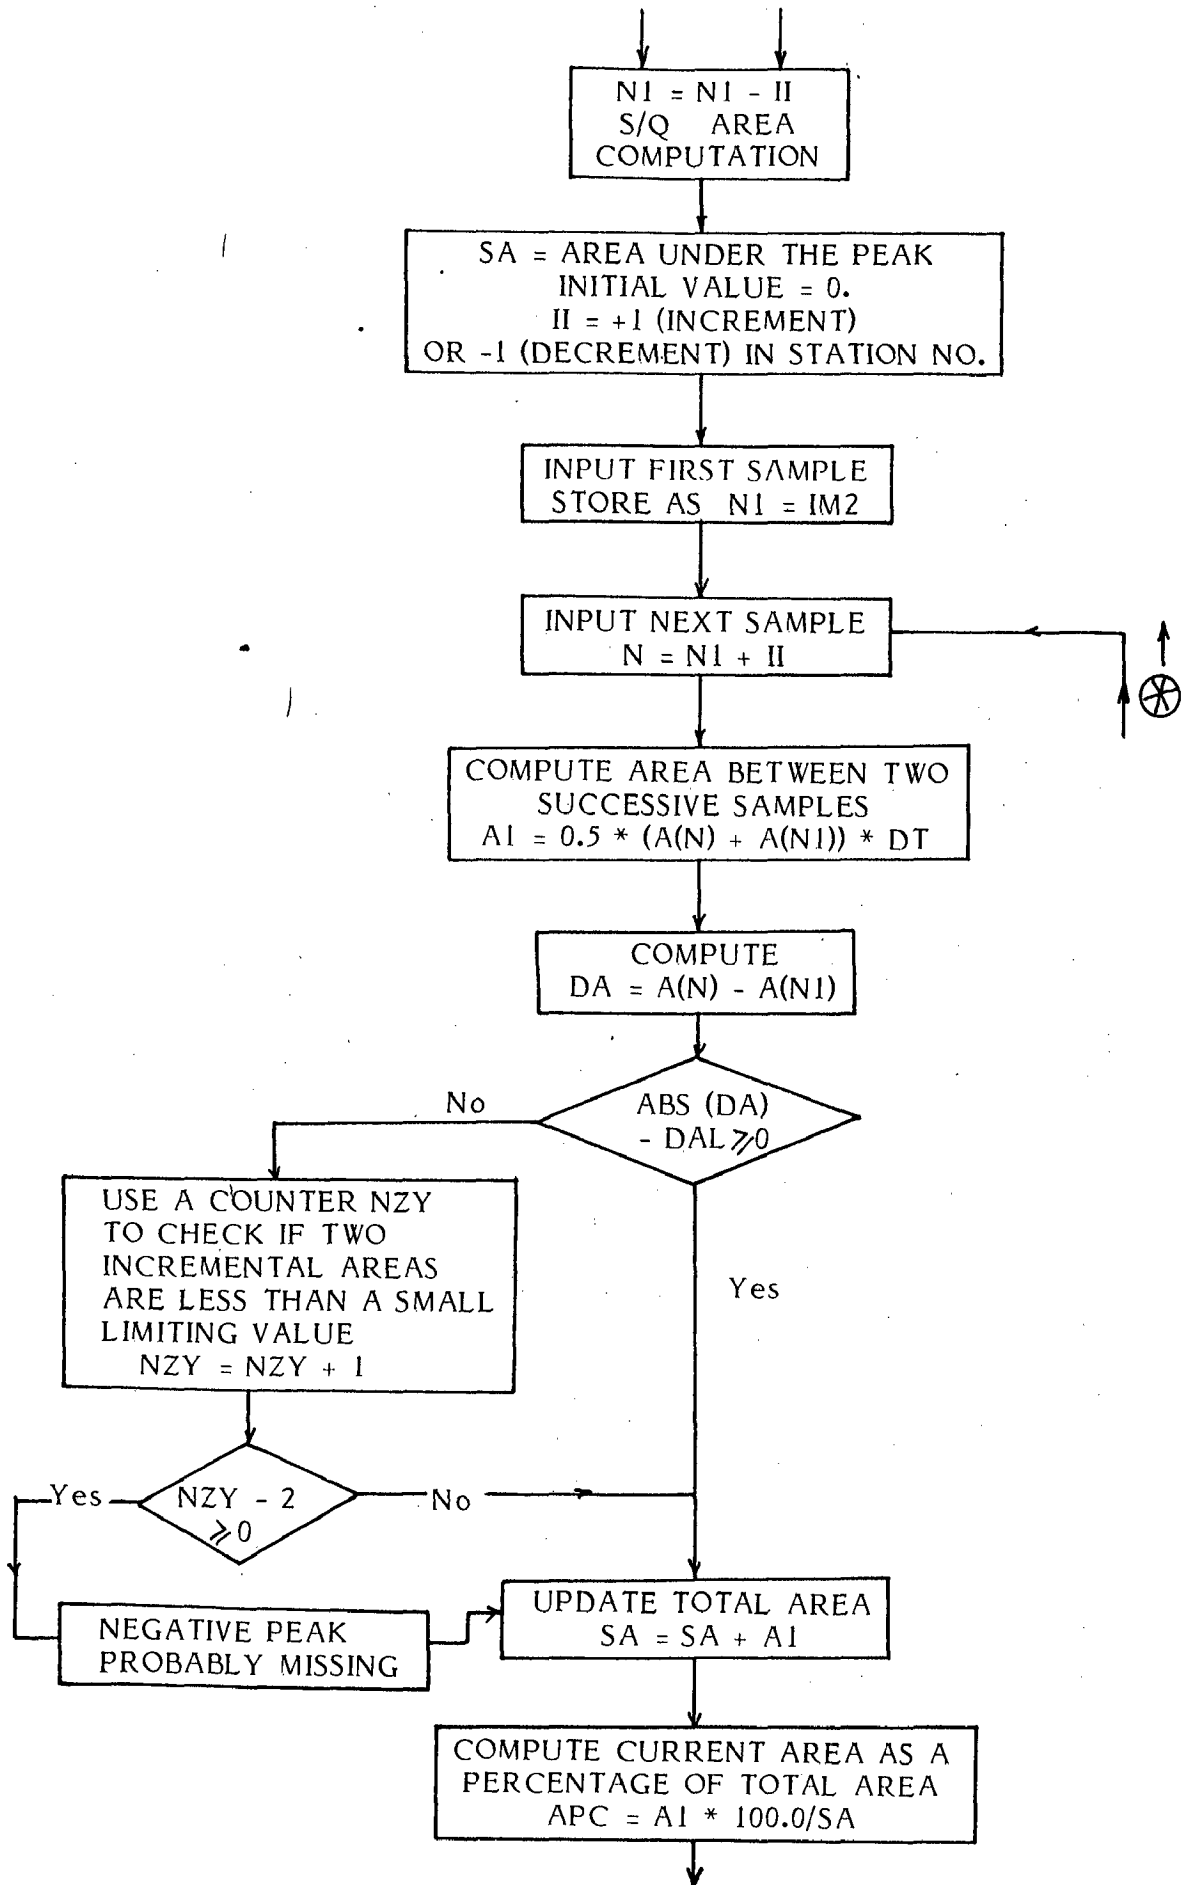 N1 = N1 - II
S/Q AREA
COMPUTATION
SA = AREA UNDER THE PEAK
INITIAL VALUE = 0.
II = +1 (INCREMENT)
OR -1 (DECREMENT) IN STATION NO.
INPUT FIRST SAMPLE
STORE AS N1 = IM2
INPUT NEXT SAMPLE
N = N1 + II
COMPUTE AREA BETWEEN TWO
SUCCESSIVE SAMPLES
A1 = 0.5 * (A(N) + A(N1)) * DT
COMPUTE
DA = A(N) - A(N1)
ABS (DA)
- DAL ⩾0
No
Yes
USE A COUNTER NZY
TO CHECK IF TWO
INCREMENTAL AREAS
ARE LESS THAN A SMALL
LIMITING VALUE
NZY = NZY + 1
Yes
NZY - 2
⩾0
No
NEGATIVE PEAK
PROBABLY MISSING
UPDATE TOTAL AREA
SA = SA + A1
COMPUTE CURRENT AREA AS A
PERCENTAGE OF TOTAL AREA
APC = A1 * 100.0/SA